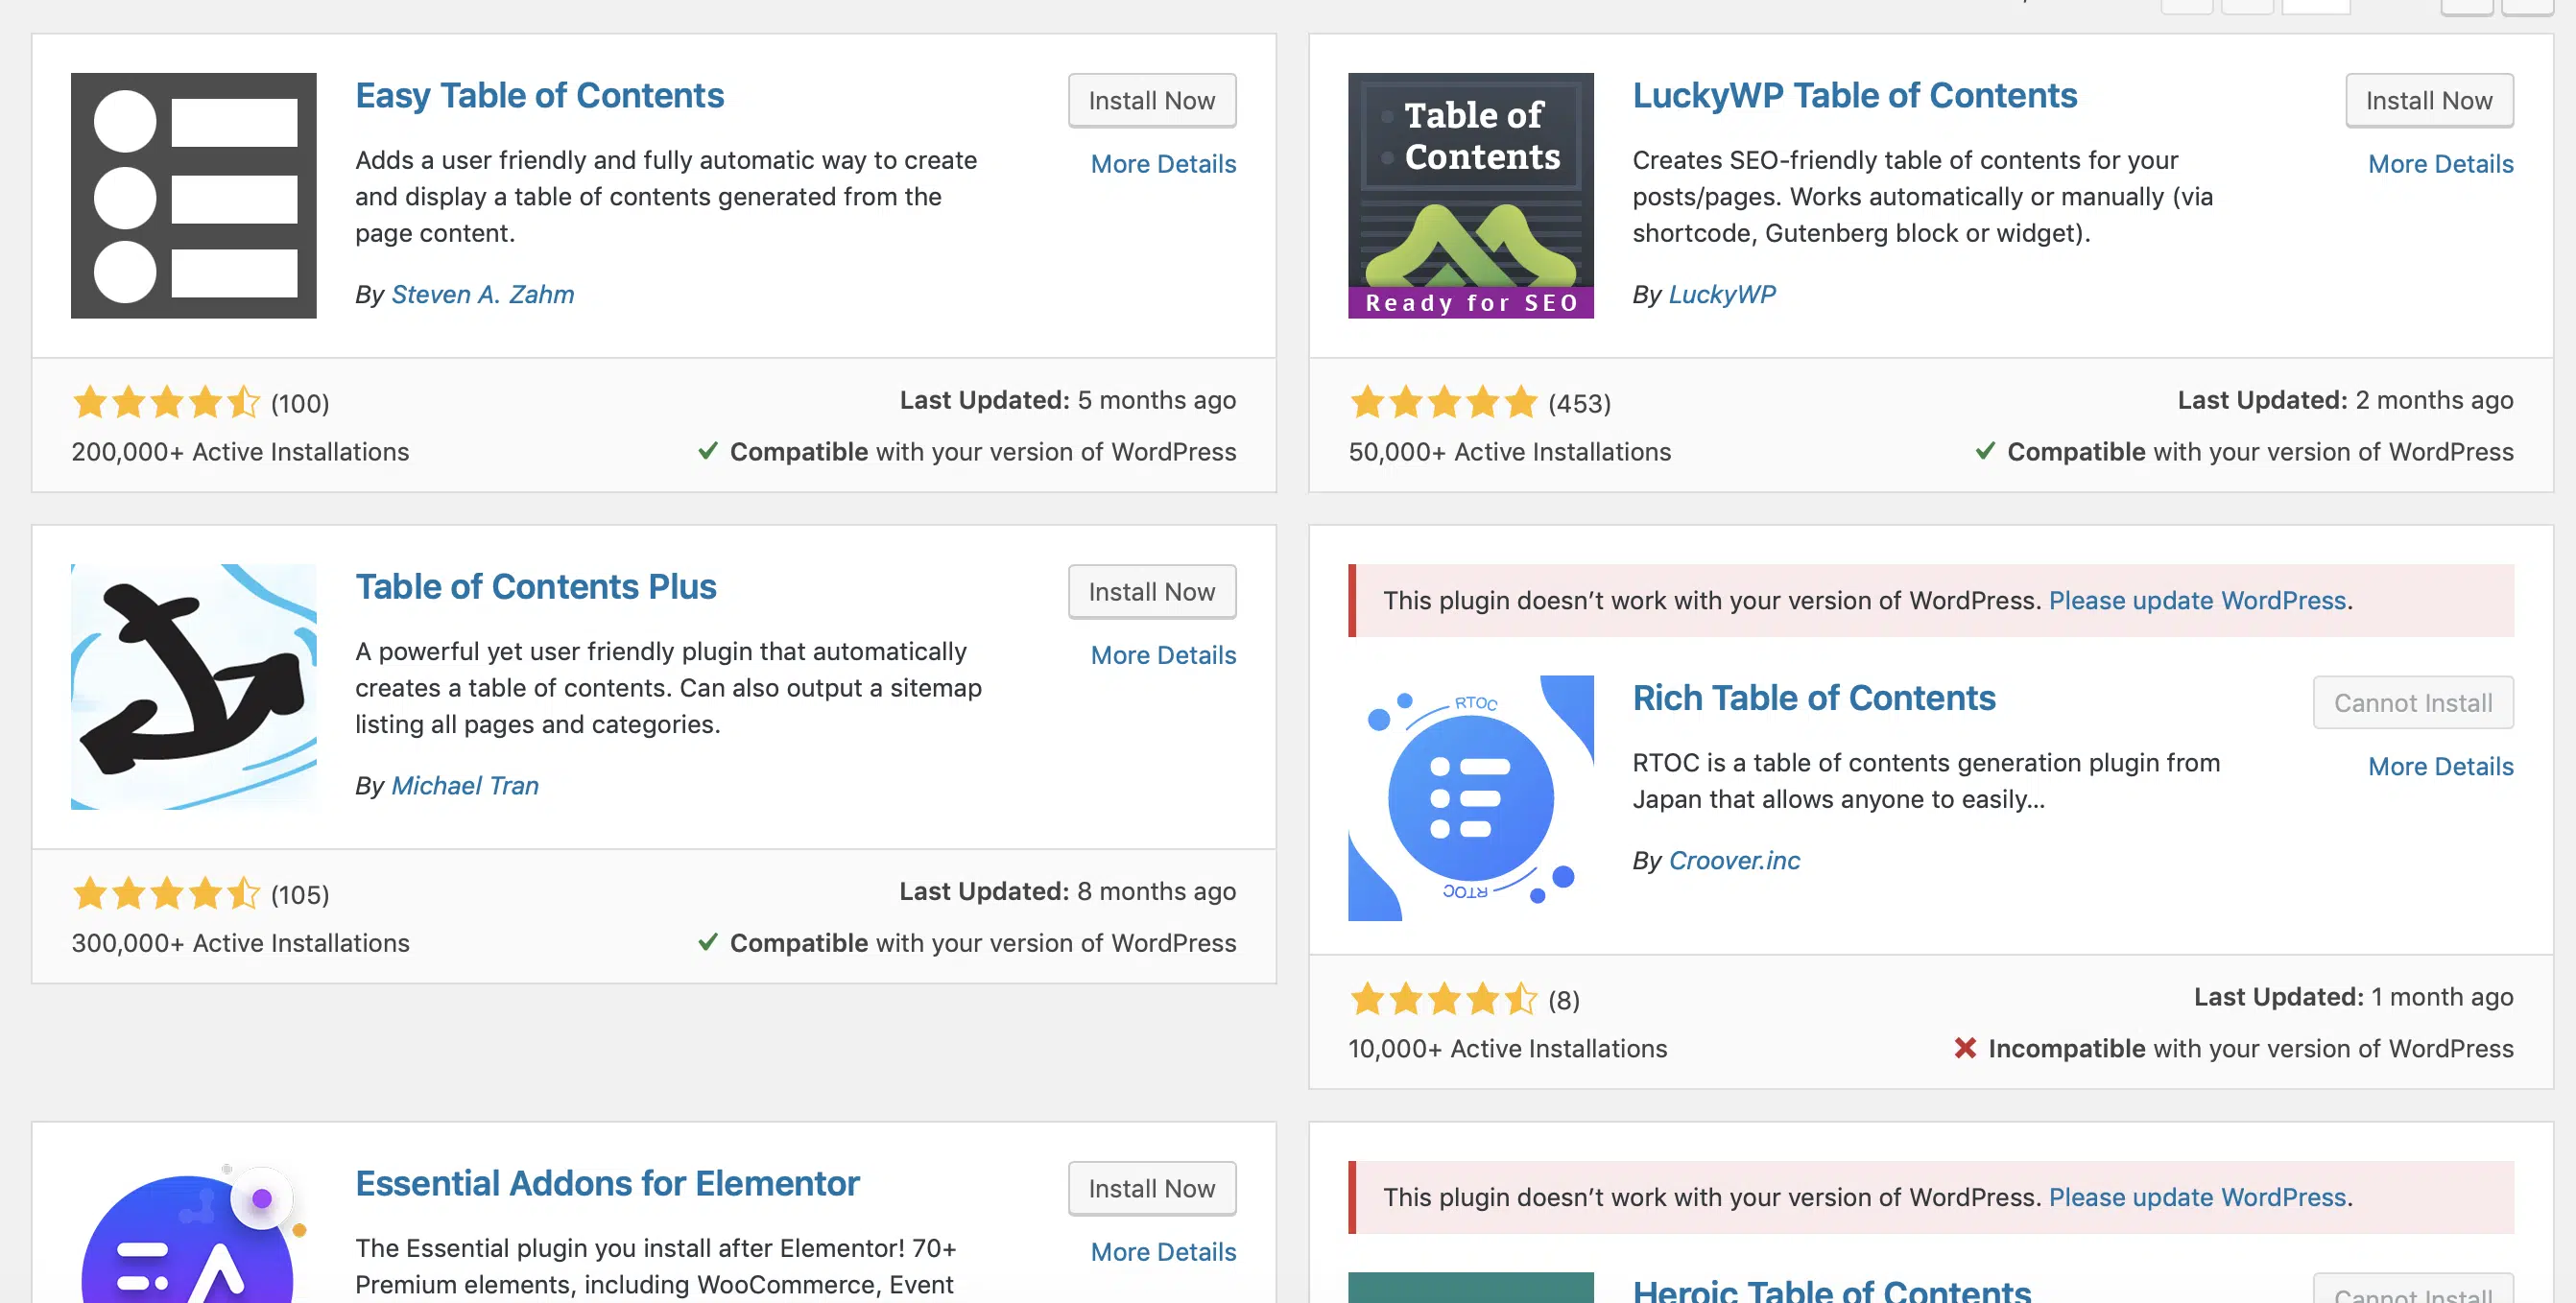 Easy Table of Contents
Install Now
More Details
Adds a user friendly and fully automatic way to create
and display a table of contents generated from the
page content.
By Steven A. Zahm
(100)
Last Updated: 5 months ago
200,000+ Active Installations
Compatible with your version of WordPress
Table of
Contents
Ready for SEO
LuckyWP Table of Contents
Install Now
More Details
Creates SEO-friendly table of contents for your
posts/pages. Works automatically or manually (via
shortcode, Gutenberg block or widget).
By LuckyWP
(453)
Last Updated: 2 months ago
50,000+ Active Installations
Compatible with your version of WordPress
Table of Contents Plus
Install Now
More Details
A powerful yet user friendly plugin that automatically
creates a table of contents. Can also output a sitemap
listing all pages and categories.
By Michael Tran
(105)
Last Updated: 8 months ago
300,000+ Active Installations
Compatible with your version of WordPress
This plugin doesn’t work with your version of WordPress. Please update WordPress.
RTOC
RTOC
Rich Table of Contents
Cannot Install
More Details
RTOC is a table of contents generation plugin from
Japan that allows anyone to easily...
By Croover.inc
(8)
Last Updated: 1 month ago
10,000+ Active Installations
Incompatible with your version of WordPress
Essential Addons for Elementor
Install Now
More Details
The Essential plugin you install after Elementor! 70+
Premium elements, including WooCommerce, Event
This plugin doesn’t work with your version of WordPress. Please update WordPress.
Heroic Table of Contents
Cannot Install